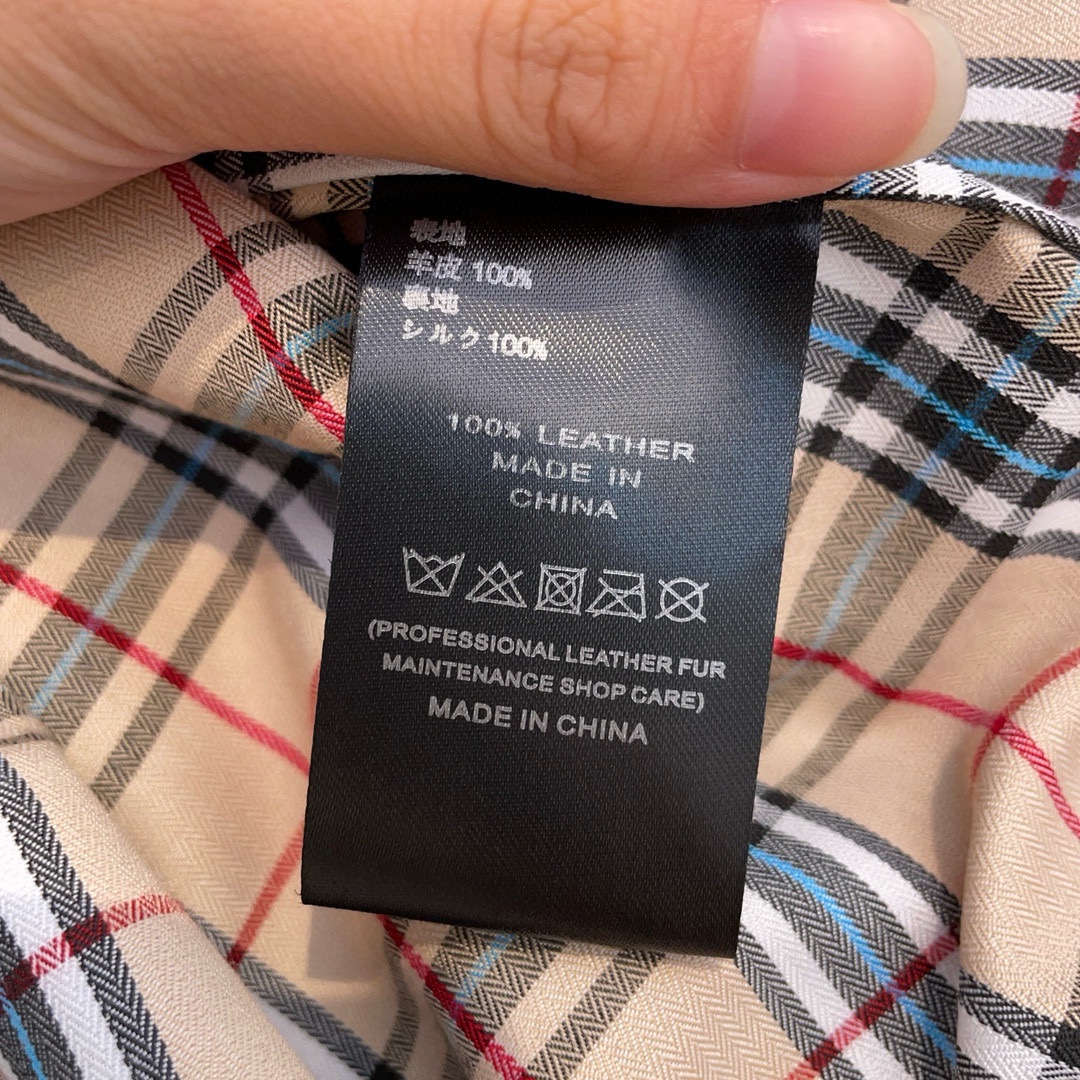 表地
羊皮 100%
裏地
シルク 100%
100% LEATHER
MADE IN
CHINA
(PROFESSIONAL LEATHER FUR
MAINTENANCE SHOP CARE)
MADE IN CHINA